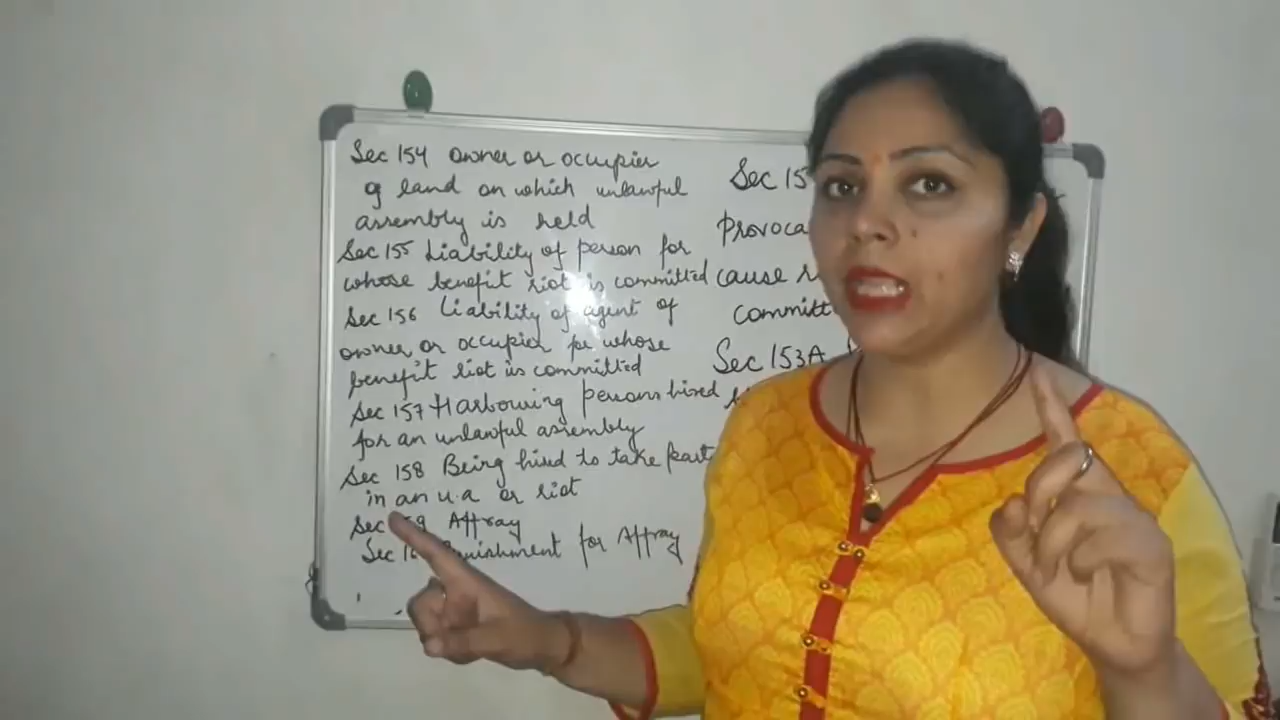 Sec 154 owner or occupier
of land on which unlawful
assembly is held
Sec 155 Liability of person for
whose benefit riot is committed
Sec 156 Liability of agent of
owner or occupier for whose
benefit riot is committed
Sec 157 Harbouring persons hired
for an unlawful assembly
Sec 158 Being hired to take part
in an u.a or riot
Sec Affray
Sec Punishment for Affray
Sec 15
Provoca
cause
committ
Sec 153A